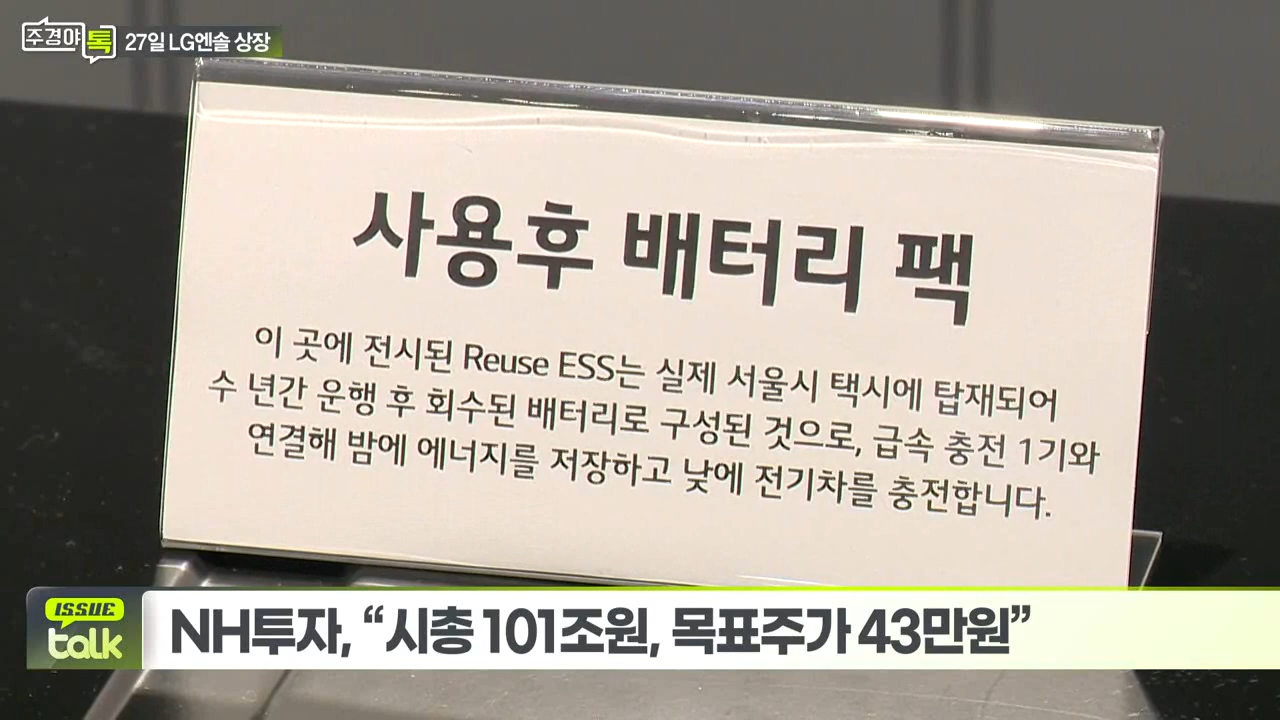 주경야톡
27일 LG엔솔 상장
사용후 배터리 팩
이 곳에 전시된 Reuse ESS는 실제 서울시 택시에 탑재되어
수 년간 운행 후 회수된 배터리로 구성된 것으로, 급속 충전 1기와
연결해 밤에 에너지를 저장하고 낮에 전기차를 충전합니다.
ISSUE
talk
NH투자, “시총 101조원, 목표주가 43만원”